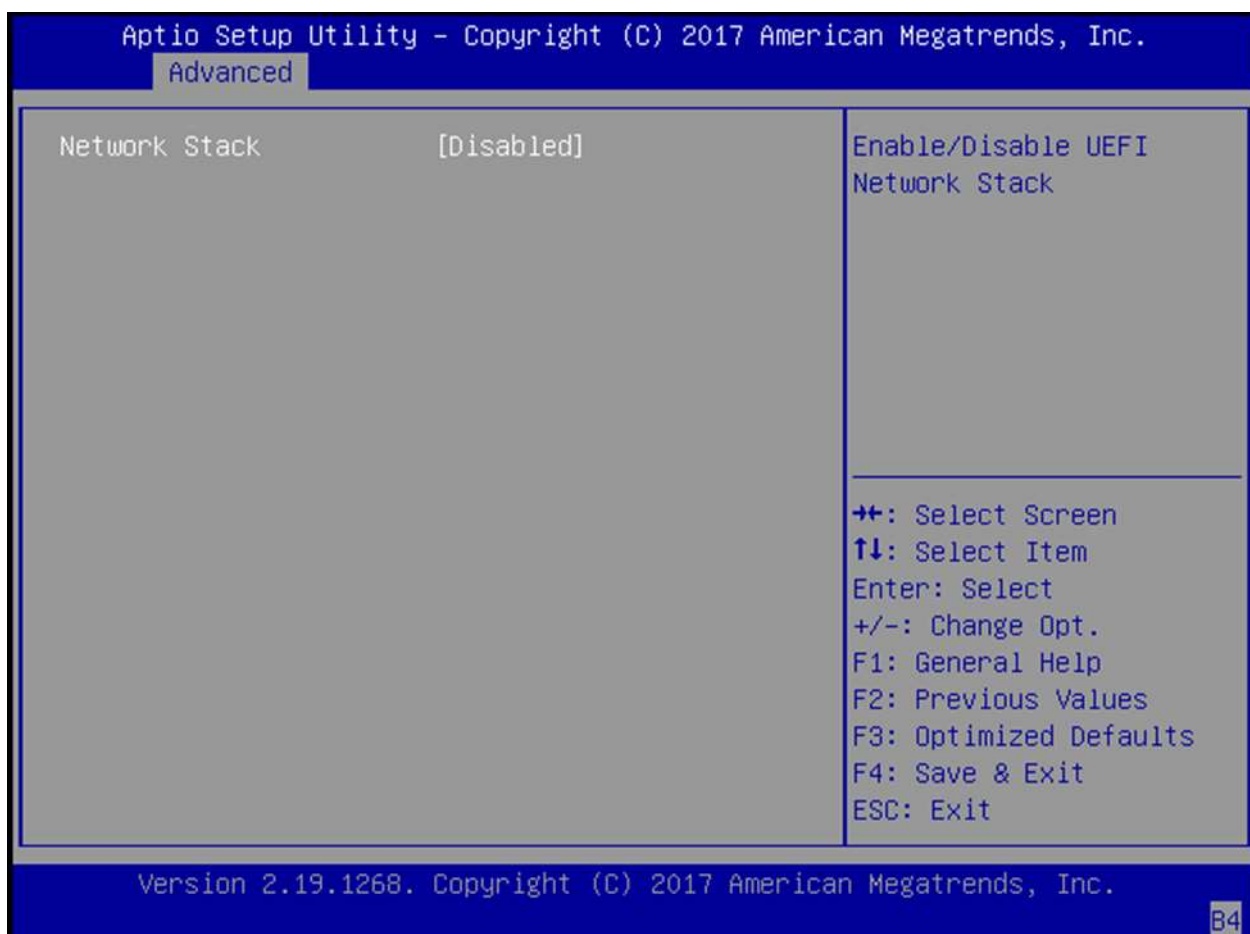 Aptio Setup Utility – Copyright (C) 2017 American Megatrends, Inc.
Advanced
Network Stack [Disabled]
Enable/Disable UEFI
Network Stack
→←: Select Screen
↑↓: Select Item
Enter: Select
+/-: Change Opt.
F1: General Help
F2: Previous Values
F3: Optimized Defaults
F4: Save & Exit
ESC: Exit
Version 2.19.1268. Copyright (C) 2017 American Megatrends, Inc.
B4